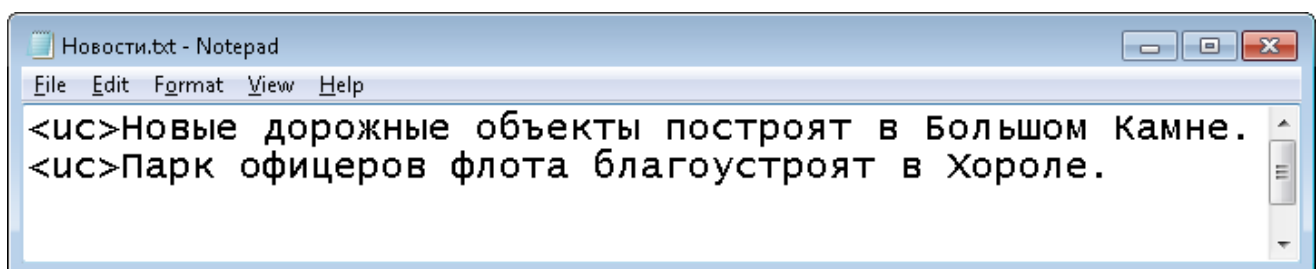 Новости.txt - Notepad
File Edit Format View Help
<uc>Новые дорожные объекты построят в Большом Камне.
<uc>Парк офицеров флота благоустроят в Хороле.